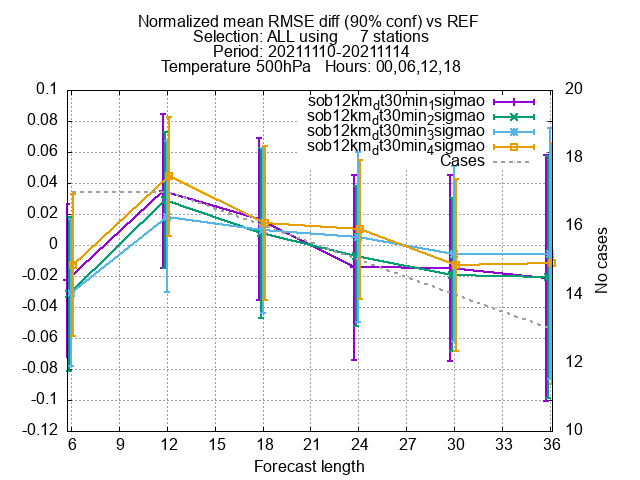 Normalized mean RMSE diff (90% conf) vs REF
Selection: ALL using     7 stations
Period: 20211110-20211114
Temperature 500hPa   Hours: 00,06,12,18
0.1
0.08
0.06
0.04
0.02
0
-0.02
-0.04
-0.06
-0.08
-0.1
-0.12
sob12km_dt30min_1sigmao
sob12km_dt30min_2sigmao
sob12km_dt30min_3sigmao
sob12km_dt30min_4sigmao
Cases
20
18
16
14
12
10
No cases
6 9 12 15 18 21 24 27 30 33 36
Forecast length